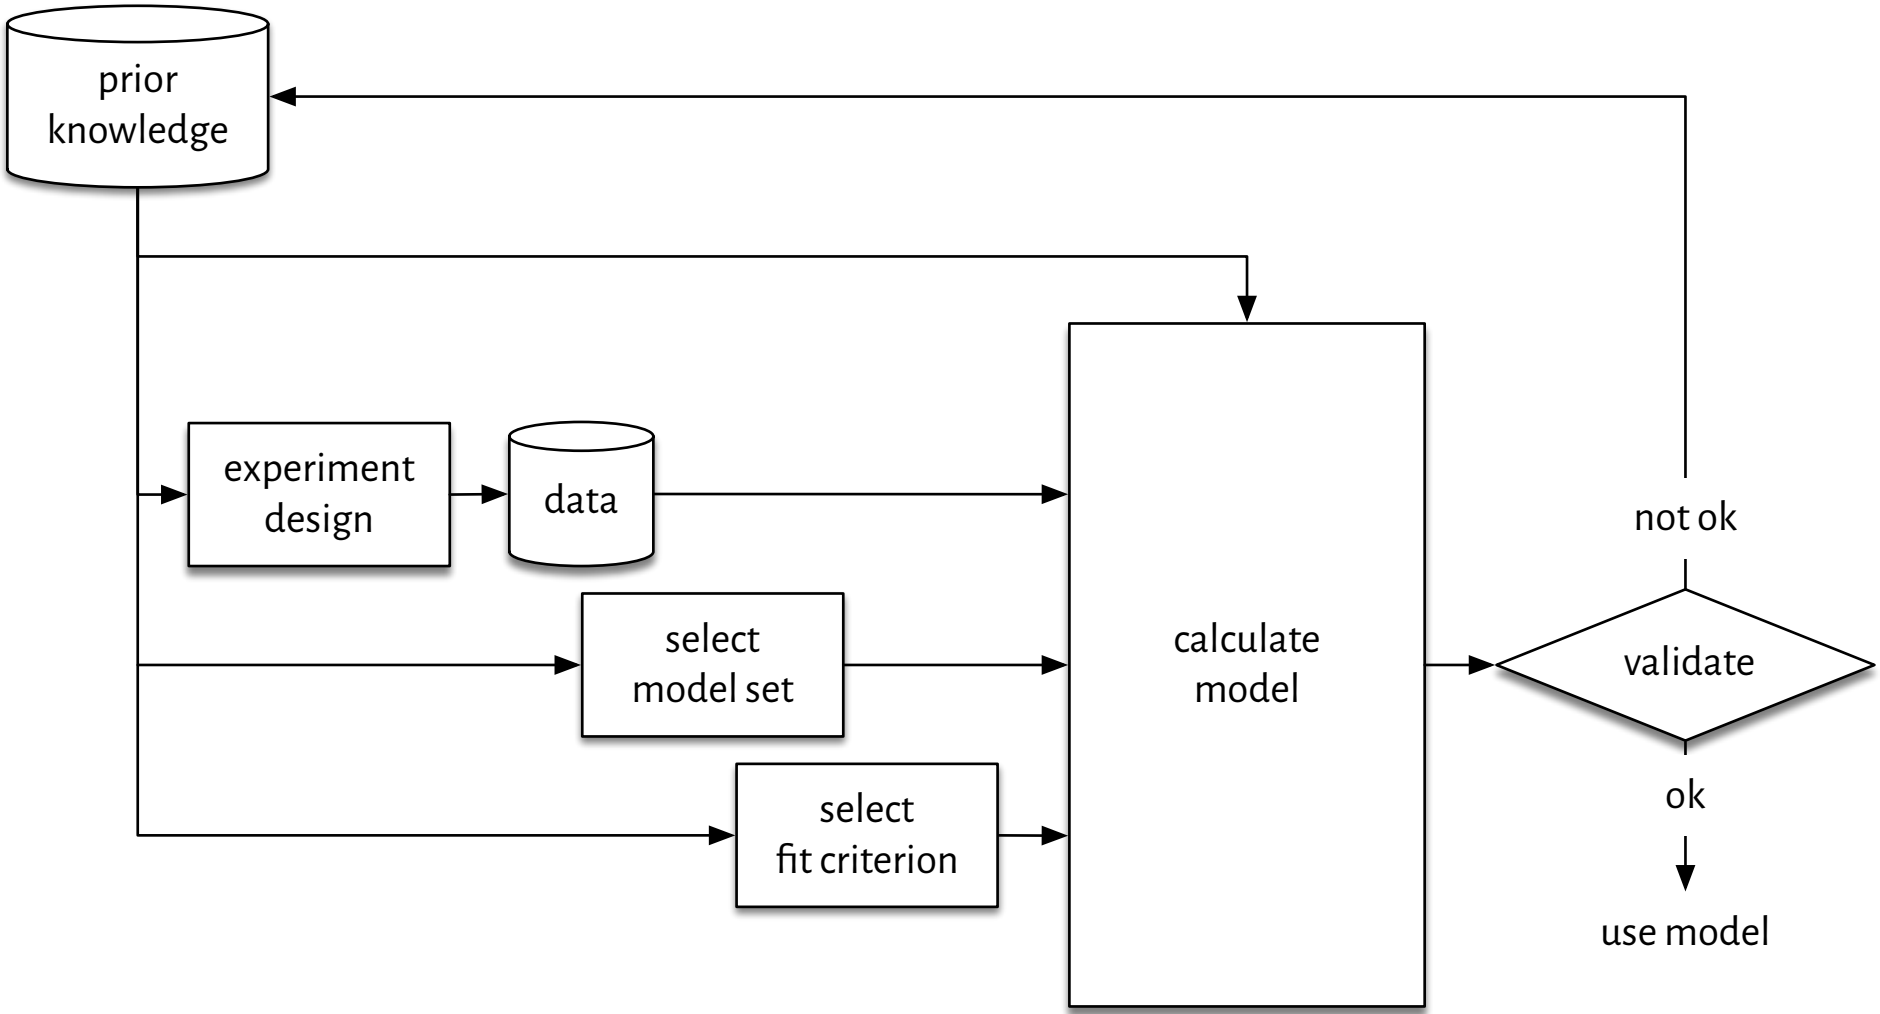 prior
knowledge
experiment
design
data
select
model set
select
fit criterion
calculate
model
not ok
validate
ok
use model